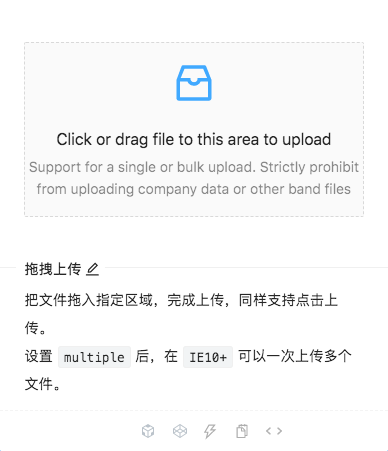 Click or drag file to this area to upload
Support for a single or bulk upload. Strictly prohibit
from uploading company data or other band files
拖拽上传
把文件拖入指定区域，完成上传，同样支持点击上
传。
设置 multiple 后，在 IE10+ 可以一次上传多个
文件。